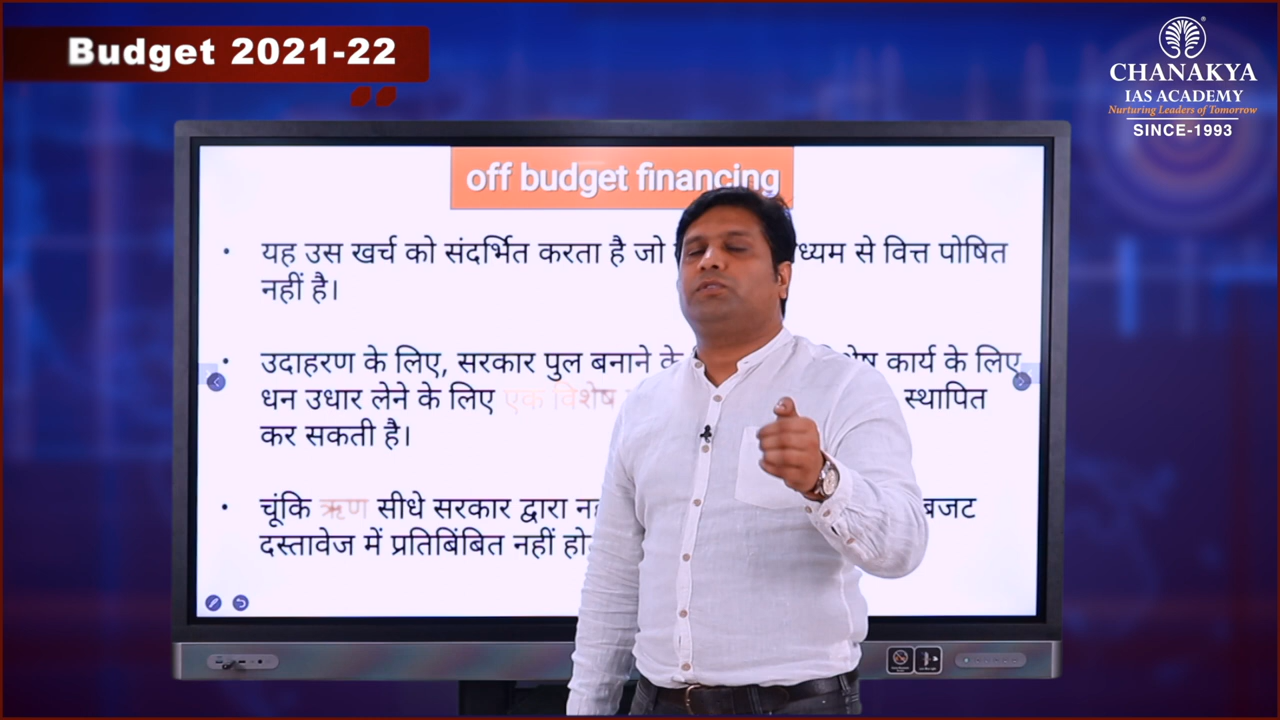 Budget 2021-22
CHANAKYA
IAS ACADEMY
Nurturing Leaders of Tomorrow
SINCE-1993
off budget financing
यह उस खर्च को संदर्भित करता है जो से वित्त पोषित
नहीं है।
उदाहरण के लिए, सरकार पुल बनाने के कार्य के लिए
धन उधार लेने के लिए एक विशेष स्थापित
कर सकती है।
चूंकि ऋण सीधे सरकार द्वारा बजट
दस्तावेज में प्रतिबिंबित नहीं